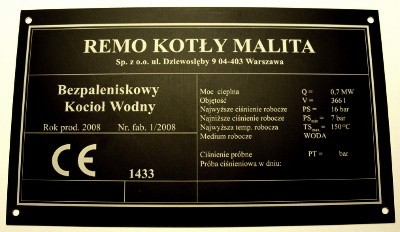 REMO KOTŁY MALITA
Sp. z o.o. ul. Dziewosłęby 9 04-403 Warszawa
Bezpaleniskowy
Kocioł Wodny
Rok prod. 2008 Nr. fab. 1/2008
CE 1433
Moc cieplna Q = 0,7 MW
Objętość V = 366 l
Najwyższe ciśnienie robocze PS = 16 bar
Najniższe ciśnienie robocze PSmin = 7 bar
Najwyższa temp. robocza TSmax = 150°C
Medium robocze WODA
Ciśnienie próbne PT = bar
Próba ciśnieniowa w dniu: